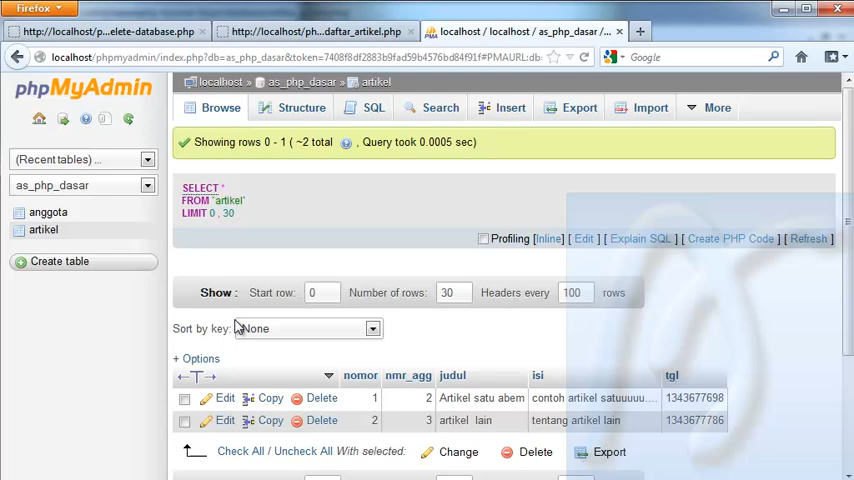 Firefox
http://localhost/p...elete-database.php
http://localhost/ph...daftar_artikel.php
localhost / localhost / as_php_dasar /...
localhost/phpmyadmin/index.php?db=as_php_dasar&token=7408f8df2883b9fad59e4576bd84f91f#PMAURL:db=
Google
phpMyAdmin
(Recent tables) ...
as_php_dasar
anggota
artikel
Create table
localhost » as_php_dasar » artikel
Browse Structure SQL Search Insert Export Import More
Showing rows 0 - 1 ( ~2 total , Query took 0.0005 sec)
SELECT *
FROM `artikel`
LIMIT 0 , 30
Profiling [Inline] [ Edit ] [ Explain SQL ] [ Create PHP Code ] [ Refresh ]
Show : Start row: 0 Number of rows: 30 Headers every 100 rows
Sort by key: None
+ Options
←T→ nomor nmr_agg judul isi tgl
Edit Copy Delete 1 2 Artikel satu abem contoh artikel satuuuuu.... 1343677698
Edit Copy Delete 2 3 artikel lain tentang artikel lain 1343677786
Check All / Uncheck All With selected: Change Delete Export